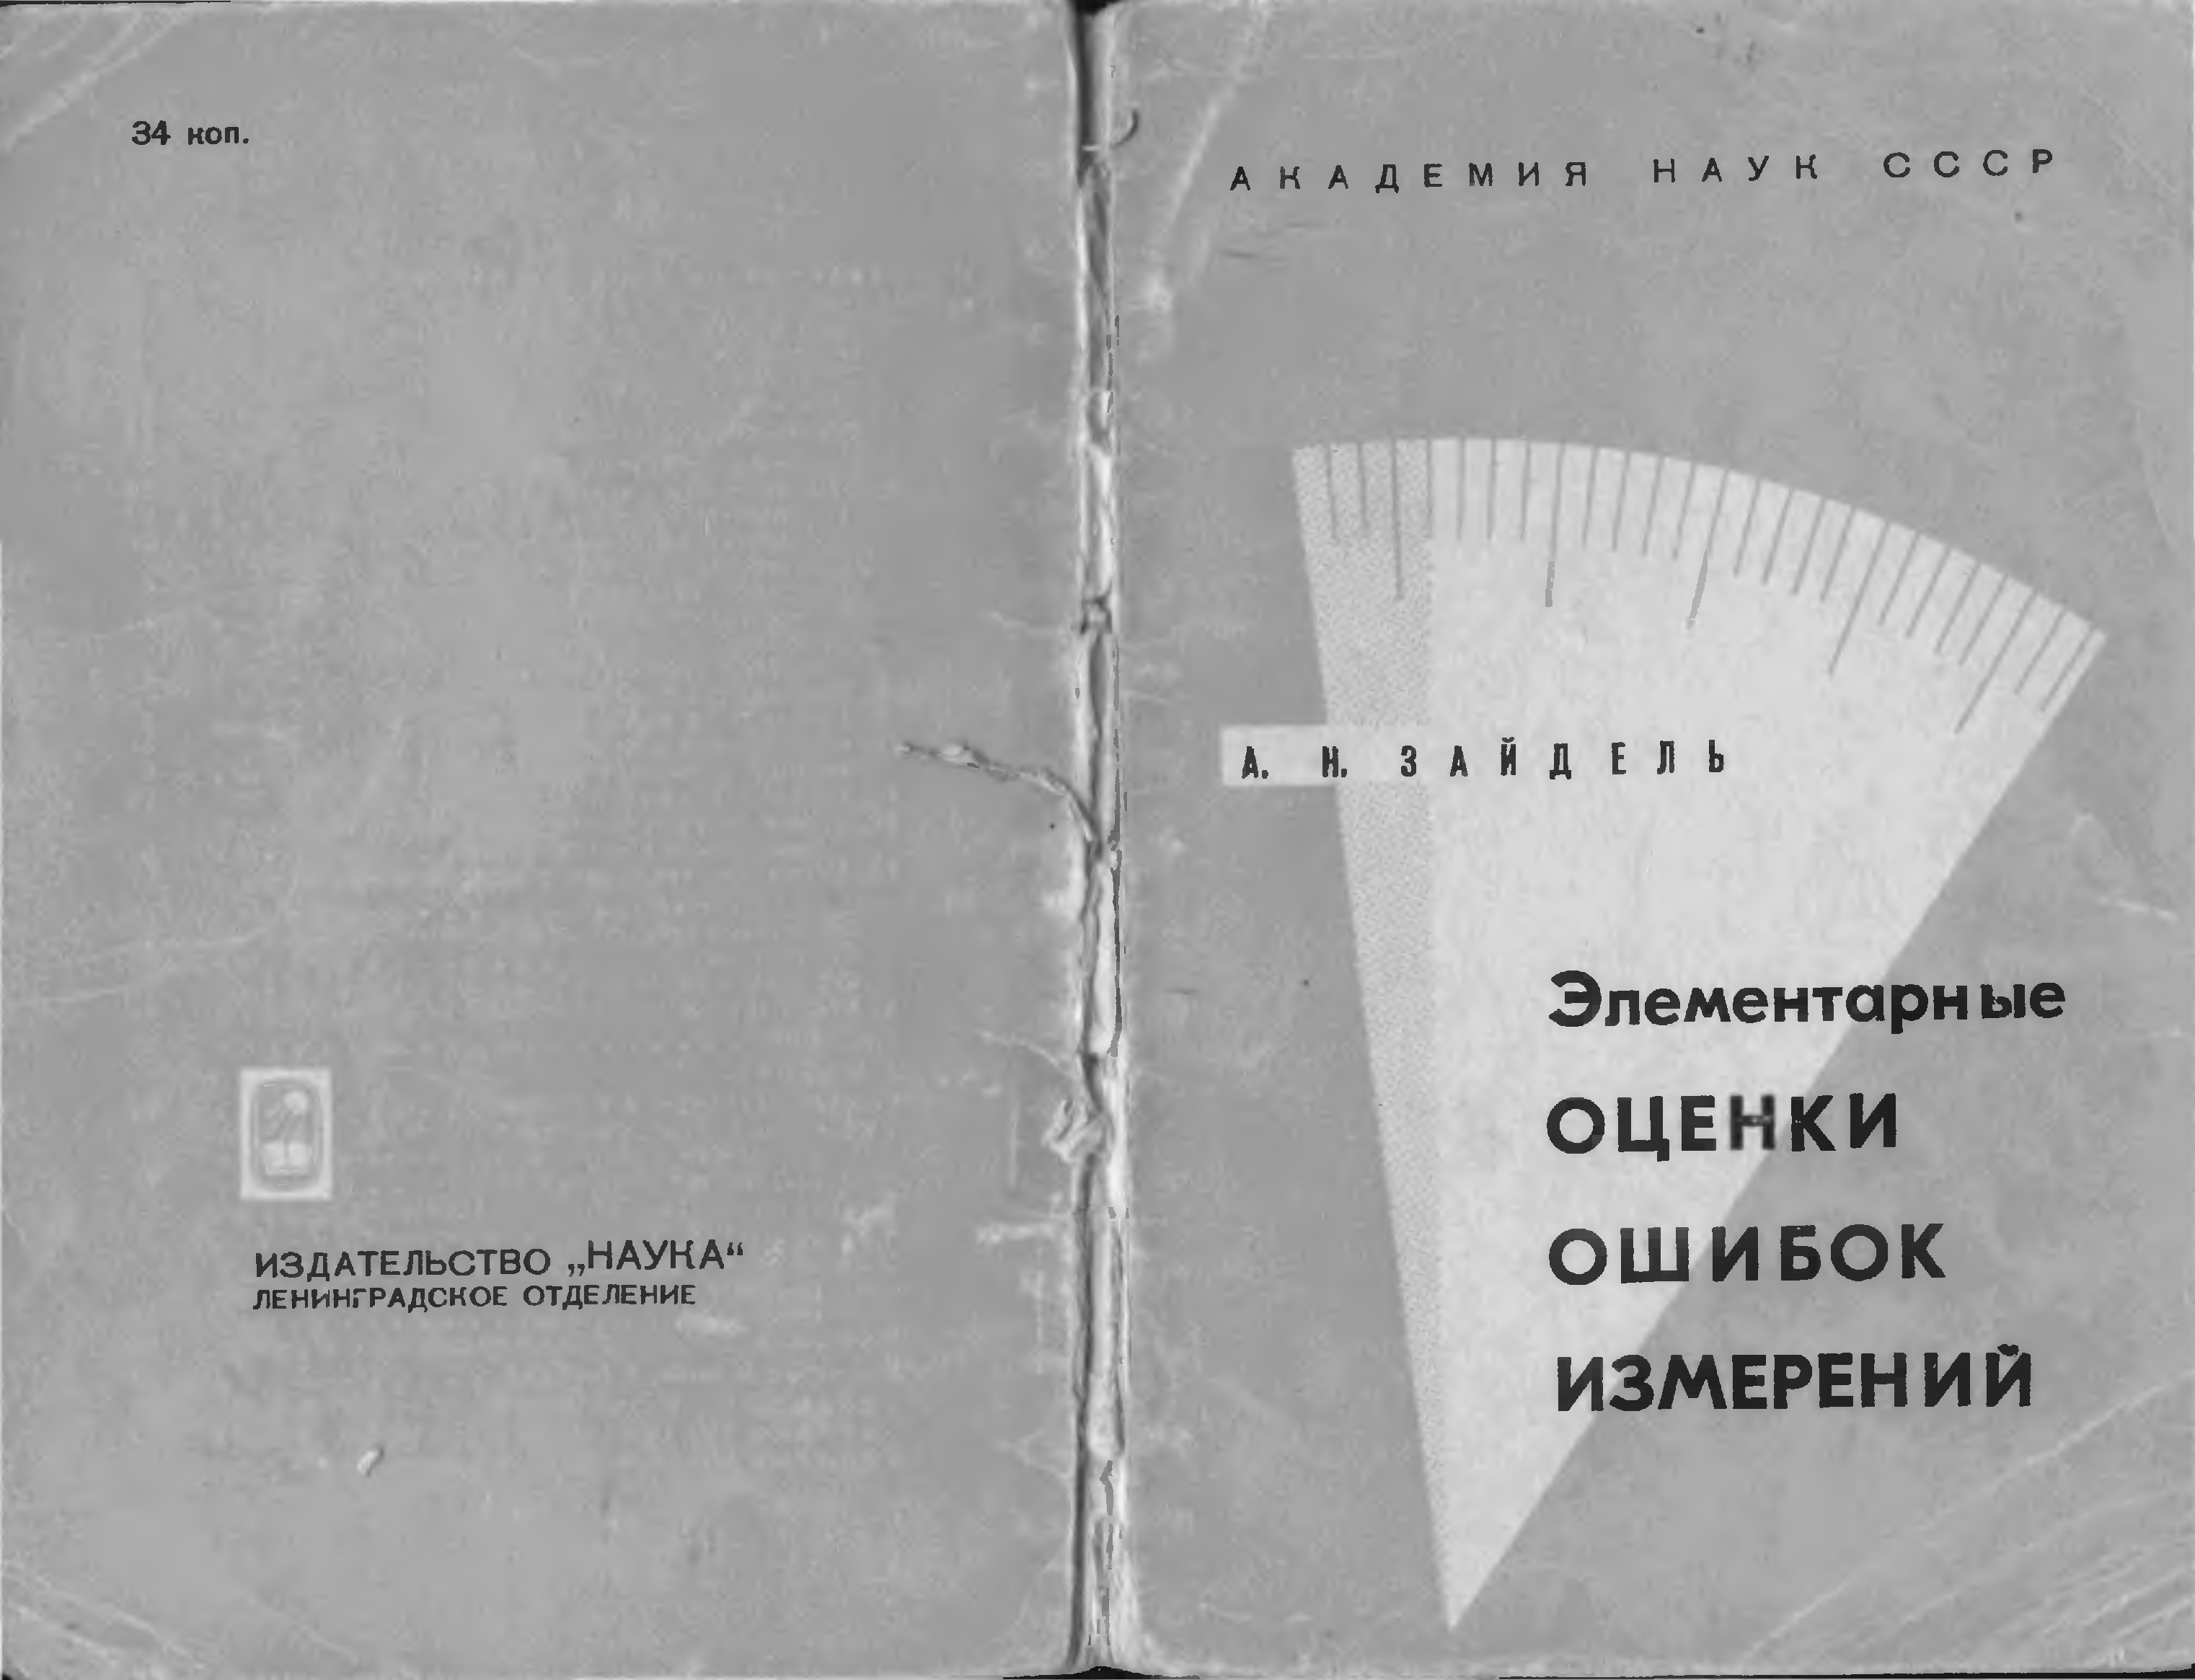 34 коп.
ИЗДАТЕЛЬСТВО „НАУКА“
ЛЕНИНГРАДСКОЕ ОТДЕЛЕНИЕ
АКАДЕМИЯ НАУК СССР
А. Н. ЗАЙДЕЛЬ
Элементарные
ОЦЕНКИ
ОШИБОК
ИЗМЕРЕНИЙ